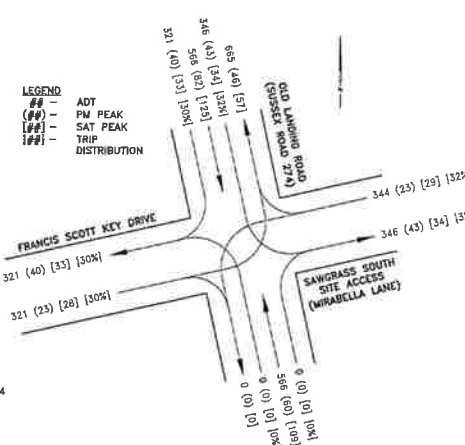 LEGEND
## – ADT
(##) – PM PEAK
[##] – SAT PEAK
{##} – TRIP
DISTRIBUTION
321 (40) [33] {30%}
566 (82) [125]
346 (43) [34] {32%}
665 (46) [57]
OLD LANDING ROAD
(SUSSEX ROAD 274)
344 (23) [29] {32%
346 (43) [34] {3
FRANCIS SCOTT KEY DRIVE
321 (40) [33] {30%}
321 (23) [28] {30%}
SAWGRASS SOUTH
SITE ACCESS
(MIRABELLA LANE)
0 (0) [0]
0 (0) [0] {0%
566 (60) [109]
0 (0) [0] {0%}
4